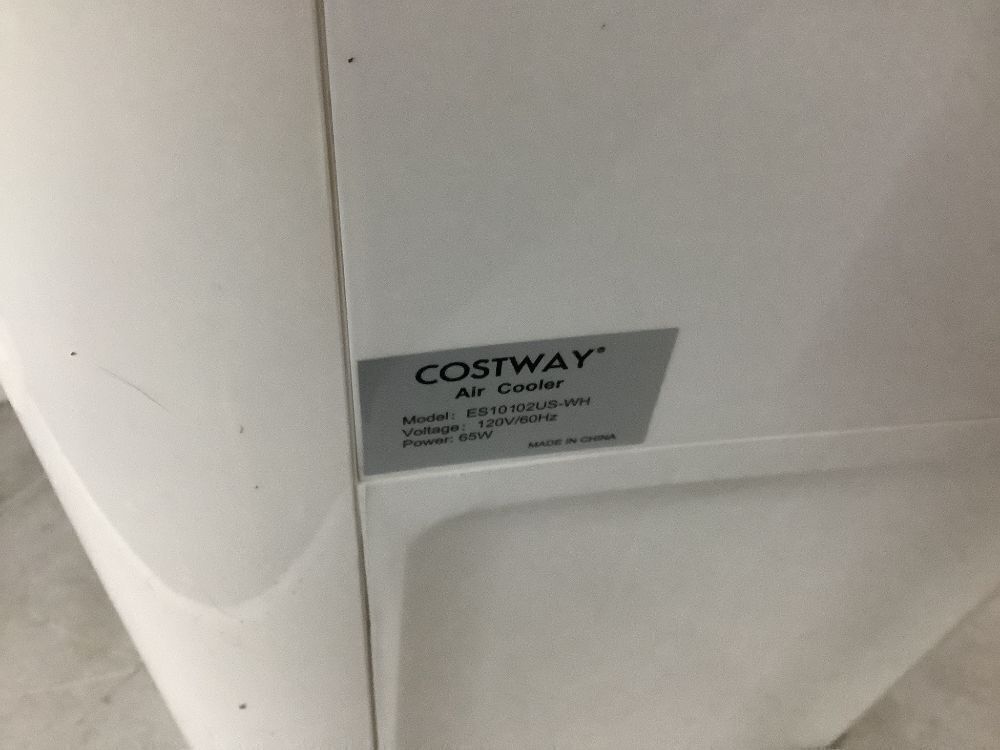 COSTWAY®
Air Cooler
Model: ES10102US-WH
Voltage: 120V/60Hz
Power: 65W
MADE IN CHINA